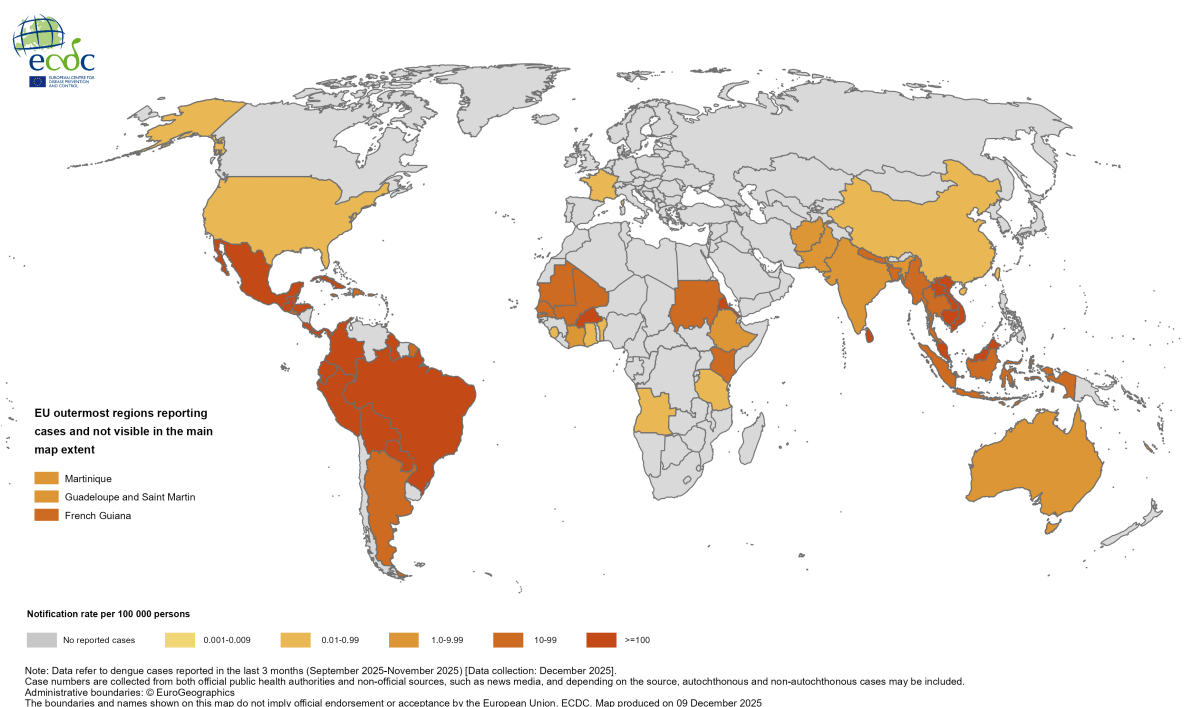 ecdc
EUROPEAN CENTRE FOR
DISEASE PREVENTION
AND CONTROL
EU outermost regions reporting
cases and not visible in the main
map extent
Martinique
Guadeloupe and Saint Martin
French Guiana
Notification rate per 100 000 persons
No reported cases
0.001-0.009
0.01-0.99
1.0-9.99
10-99
>=100
Note: Data refer to dengue cases reported in the last 3 months (September 2025-November 2025) [Data collection: December 2025].
Case numbers are collected from both official public health authorities and non-official sources, such as news media, and depending on the source, autochthonous and non-autochthonous cases may be included.
Administrative boundaries: © EuroGeographics
The boundaries and names shown on this map do not imply official endorsement or acceptance by the European Union. ECDC. Map produced on 09 December 2025